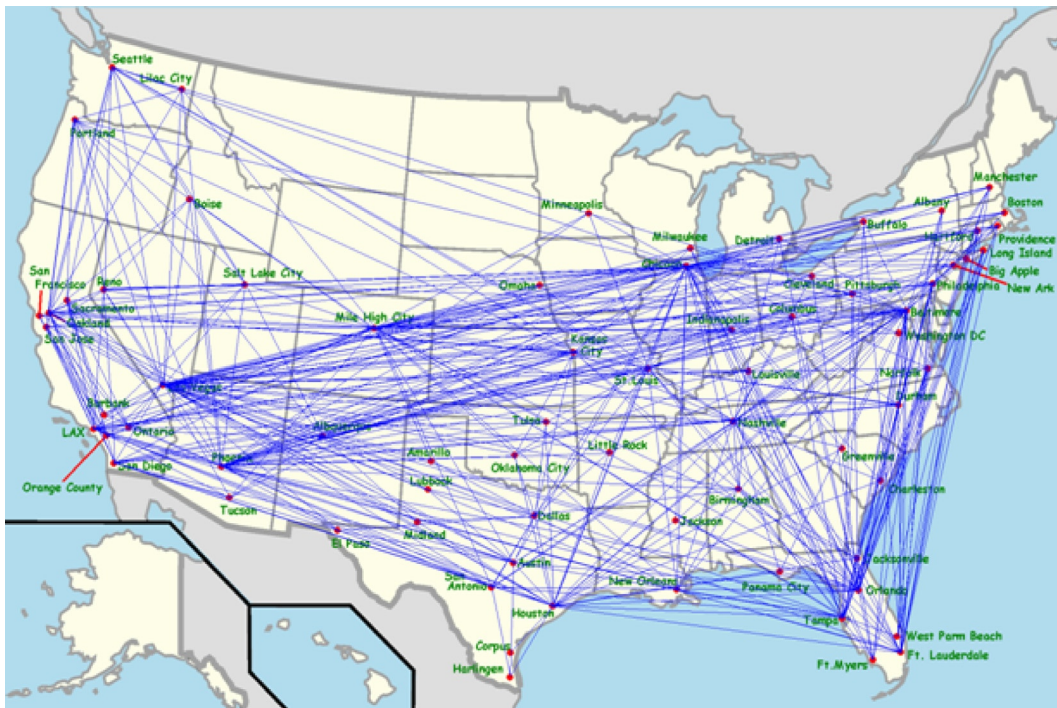 Seattle
Lilac City
Portland
Boise
Minneapolis
Manchester
Albany
Boston
Buffalo
Hartford
Providence
Milwaukee
Detroit
Long Island
Chicago
Big Apple
San
Francisco
Reno
Salt Lake City
Omaha
Cleveland
Pittsburgh
Philadelphia
New Ark
Sacramento
Oakland
San Jose
Mile High City
Indianapolis
Columbus
Baltimore
Washington DC
Kansas
City
St. Louis
Louisville
Norfolk
Durham
Burbank
LAX
Ontario
Albuquerque
Tulsa
Nashville
Little Rock
Phoenix
Amarillo
Oklahoma City
Greenville
San Diego
Orange County
Lubbock
Birmingham
Charleston
Tucson
El Paso
Midland
Dallas
Jackson
Jacksonville
Austin
San
Antonio
New Orleans
Panama City
Orlando
Houston
Tampa
West Parm Beach
Corpus
Harlingen
Ft.Myers
Ft. Lauderdale